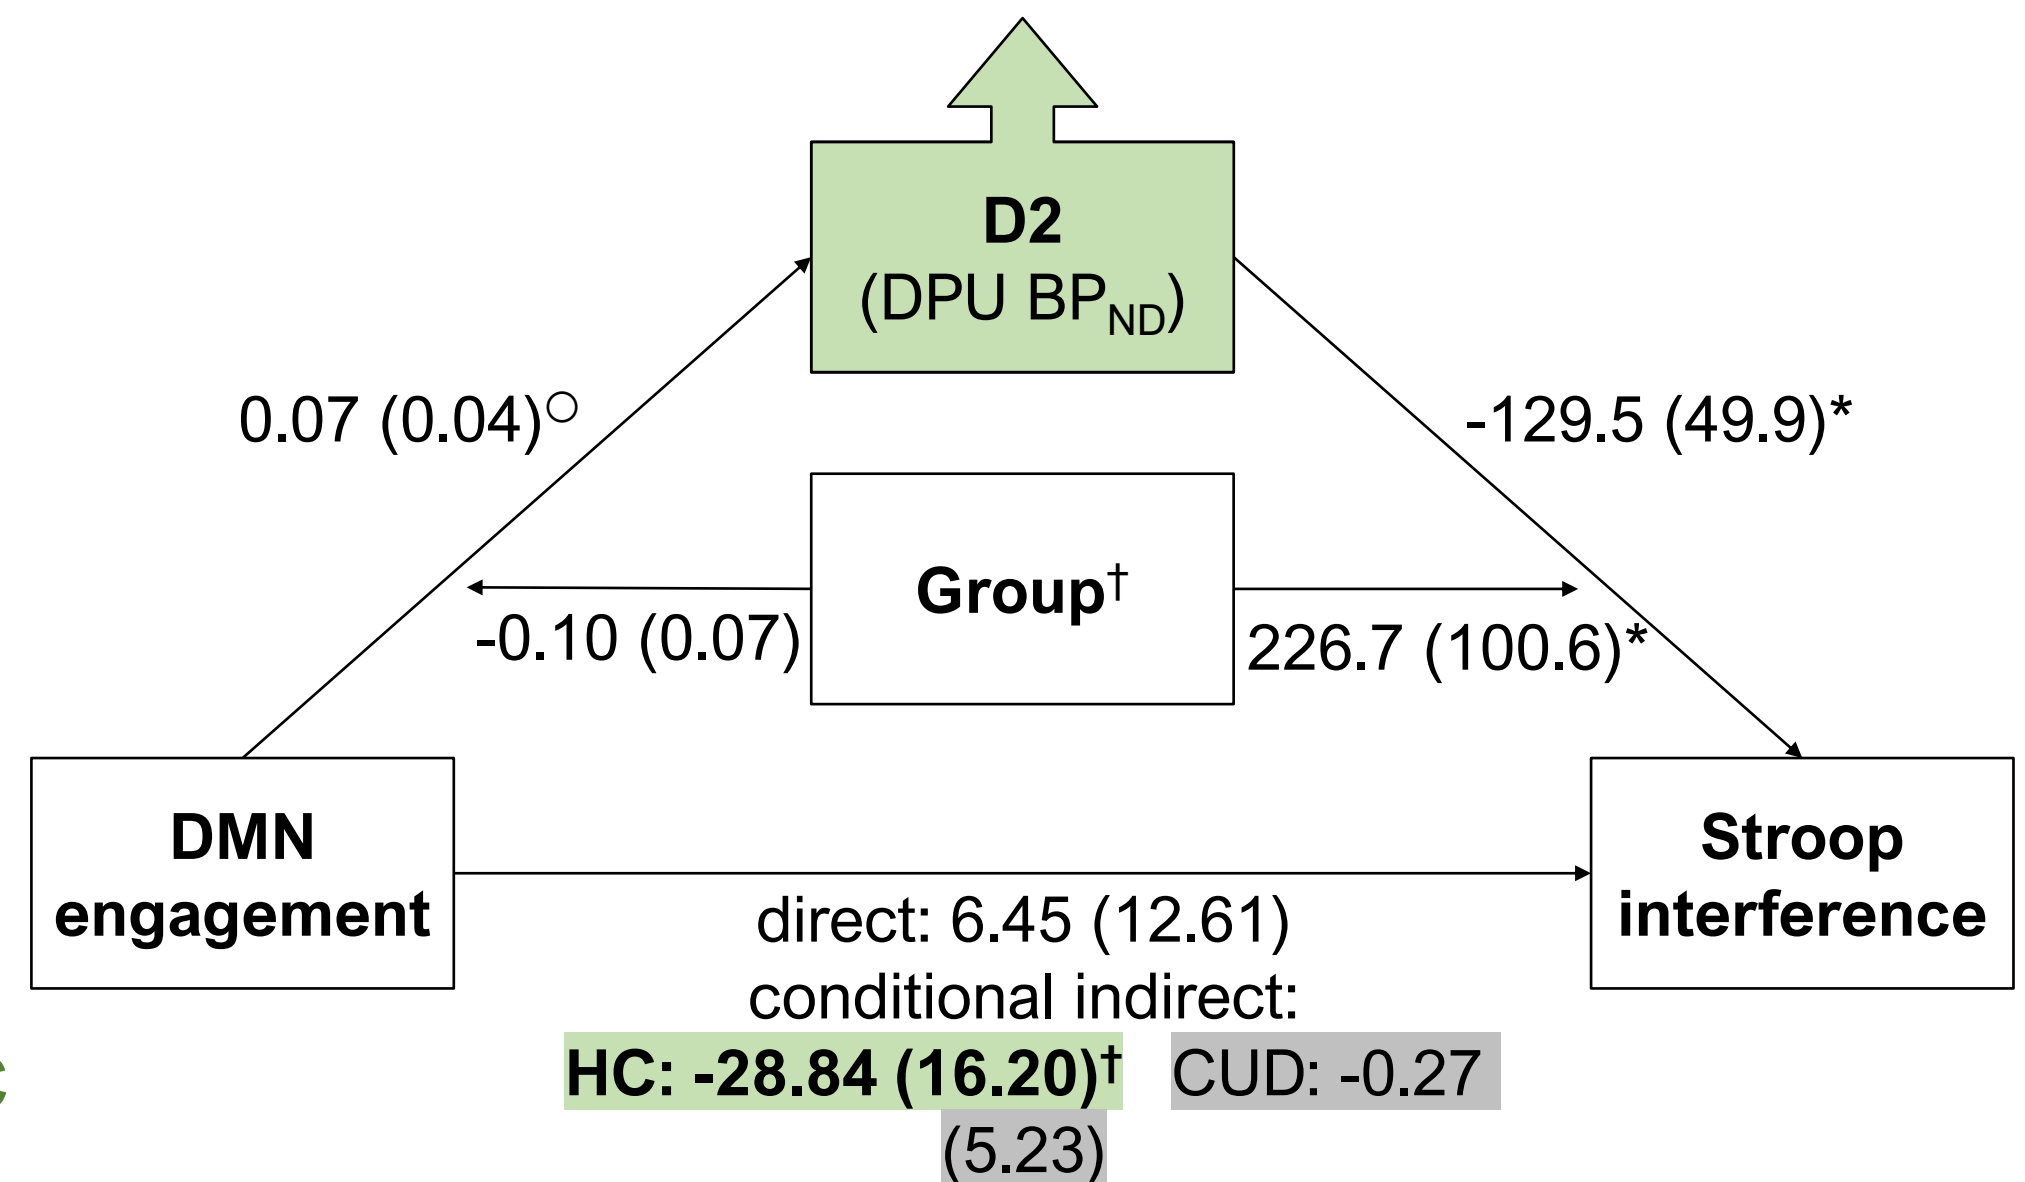 D2
(DPU BP_ND)
0.07 (0.04)○
-129.5 (49.9)*
Group†
-0.10 (0.07)
226.7 (100.6)*
DMN
engagement
Stroop
interference
direct: 6.45 (12.61)
conditional indirect:
HC: -28.84 (16.20)† CUD: -0.27
(5.23)